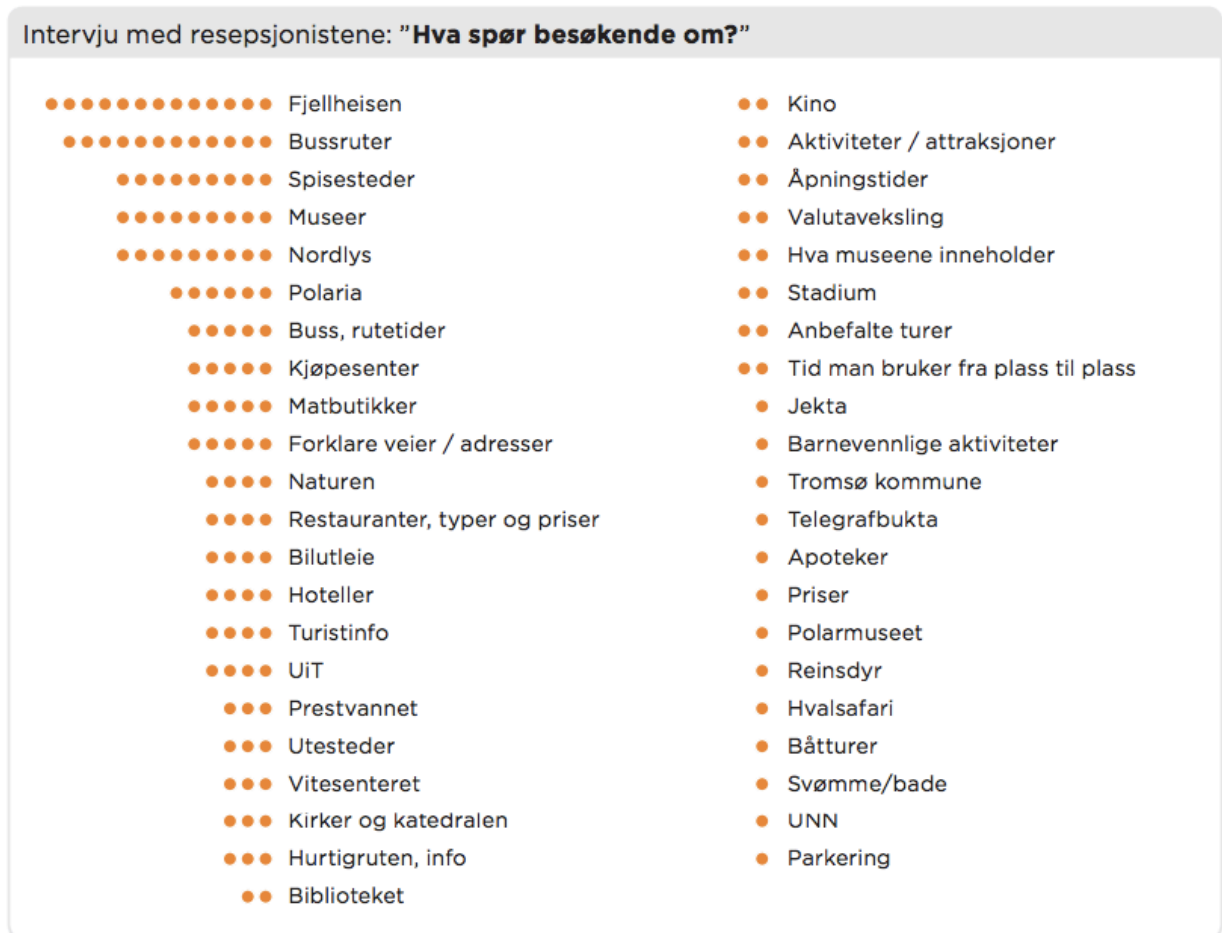 Intervju med resepsjonistene: ”Hva spør besøkende om?”
Fjellheisen
Bussruter
Spisesteder
Museer
Nordlys
Polaria
Buss, rutetider
Kjøpesenter
Matbutikker
Forklare veier / adresser
Naturen
Restauranter, typer og priser
Bilutleie
Hoteller
Turistinfo
UiT
Prestvannet
Utesteder
Vitesenteret
Kirker og katedralen
Hurtigruten, info
Biblioteket
Kino
Aktiviteter / attraksjoner
Åpningstider
Valutaveksling
Hva museene inneholder
Stadium
Anbefalte turer
Tid man bruker fra plass til plass
Jekta
Barnevennlige aktiviteter
Tromsø kommune
Telegrafbukta
Apoteker
Priser
Polarmuseet
Reinsdyr
Hvalsafari
Båtturer
Svømme/bade
UNN
Parkering